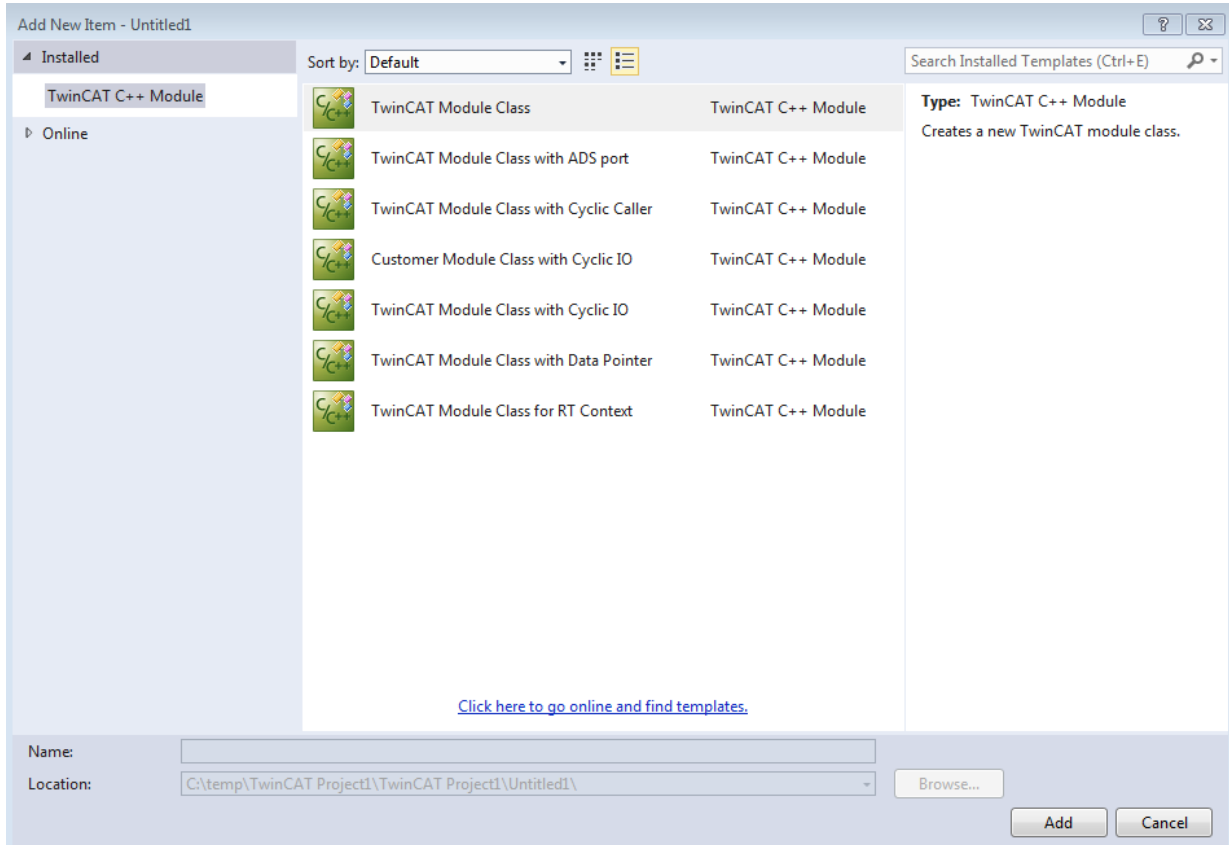 Add New Item - Untitled1
Installed
TwinCAT C++ Module
Online
Sort by: Default
Search Installed Templates (Ctrl+E)
TwinCAT Module Class TwinCAT C++ Module
TwinCAT Module Class with ADS port TwinCAT C++ Module
TwinCAT Module Class with Cyclic Caller TwinCAT C++ Module
Customer Module Class with Cyclic IO TwinCAT C++ Module
TwinCAT Module Class with Cyclic IO TwinCAT C++ Module
TwinCAT Module Class with Data Pointer TwinCAT C++ Module
TwinCAT Module Class for RT Context TwinCAT C++ Module
Click here to go online and find templates.
Type: TwinCAT C++ Module
Creates a new TwinCAT module class.
Name:
Location: C:\temp\TwinCAT Project1\TwinCAT Project1\Untitled1\ Browse...
Add Cancel